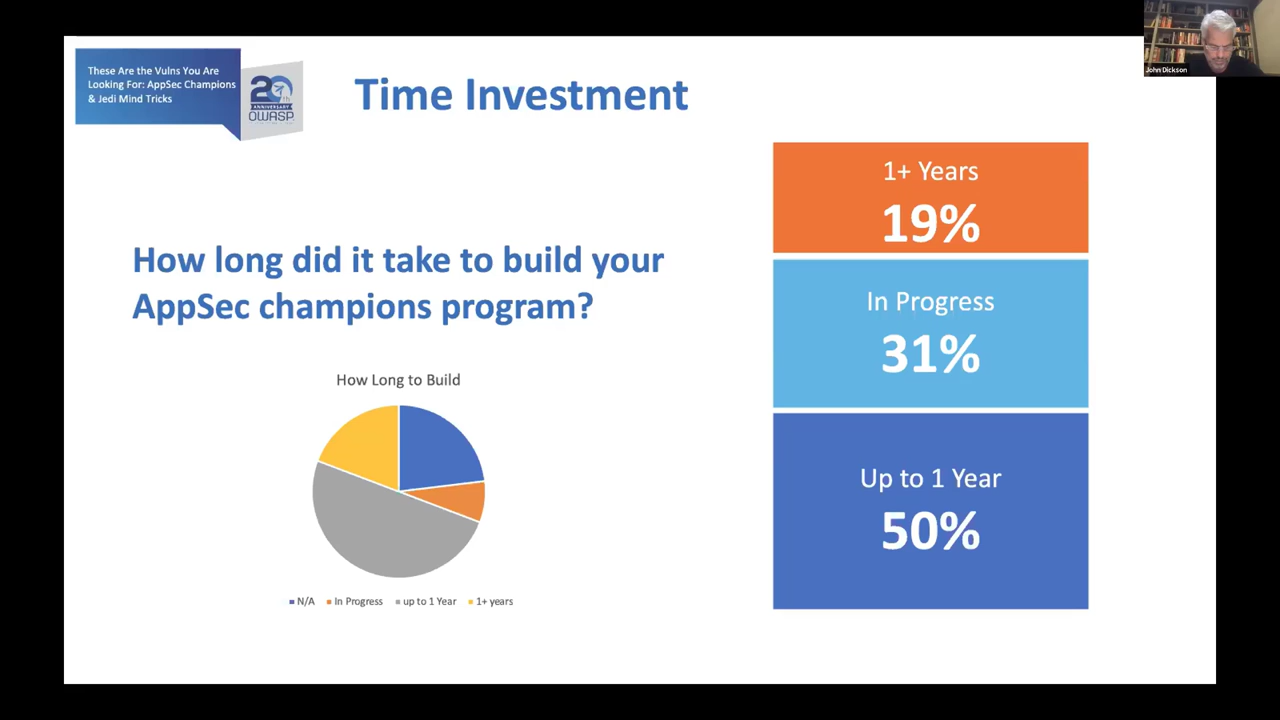 These Are the Vulns You Are
Looking For: AppSec Champions
& Jedi Mind Tricks
20th
ANNIVERSARY
OWASP
Time Investment
John Dickson
How long did it take to build your
AppSec champions program?
How Long to Build
N/A In Progress up to 1 Year 1+ years
1+ Years
19%
In Progress
31%
Up to 1 Year
50%